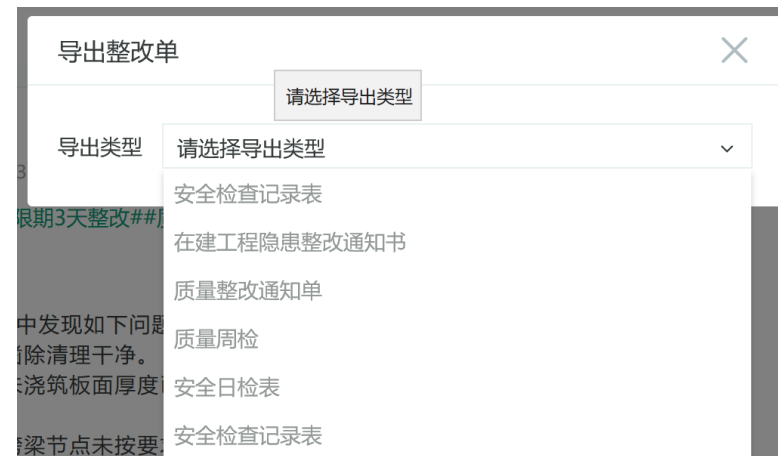 导出整改单
请选择导出类型
导出类型 请选择导出类型
3
安全检查记录表
限期3天整改##
在建工程隐患整改通知书
质量整改通知单
中发现如下问题
质量周检
除清理干净。
未浇筑板面厚度
安全日检表
安全检查记录表
梁节点未按要